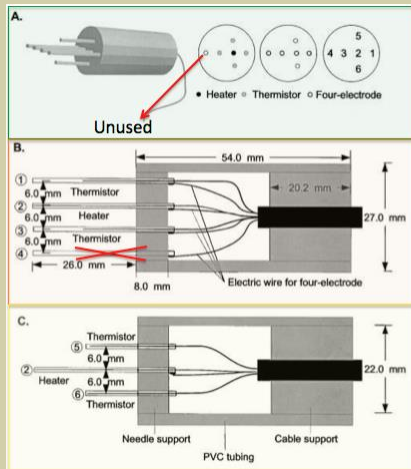 A.
5
4 3 2 1
6
● Heater ○ Thermistor ○ Four-electrode
Unused
B.
54.0 mm
①
6.0 mm
Thermistor
20.2 mm
②
6.0 mm
Heater
27.0 mm
③
6.0 mm
Thermistor
④
26.0 mm
8.0 mm
Electric wire for four-electrode
C.
Thermistor
⑤
6.0 mm
②
22.0 mm
Heater
6.0 mm
⑥
Thermistor
Needle support
Cable support
PVC tubing